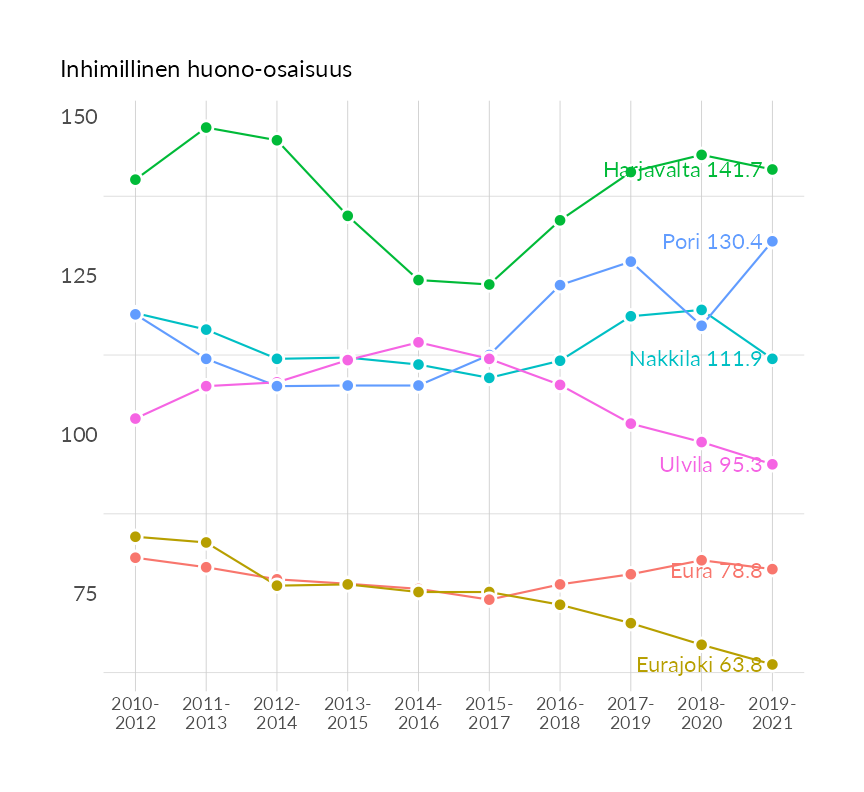 Inhimillinen huono-osaisuus
150
Harjavalta 141.7
Pori 130.4
125
Nakkila 111.9
100
Ulvila 95.3
Eura 78.8
75
Eurajoki 63.8
2010- 2011- 2012- 2013- 2014- 2015- 2016- 2017- 2018- 2019-
2012 2013 2014 2015 2016 2017 2018 2019 2020 2021